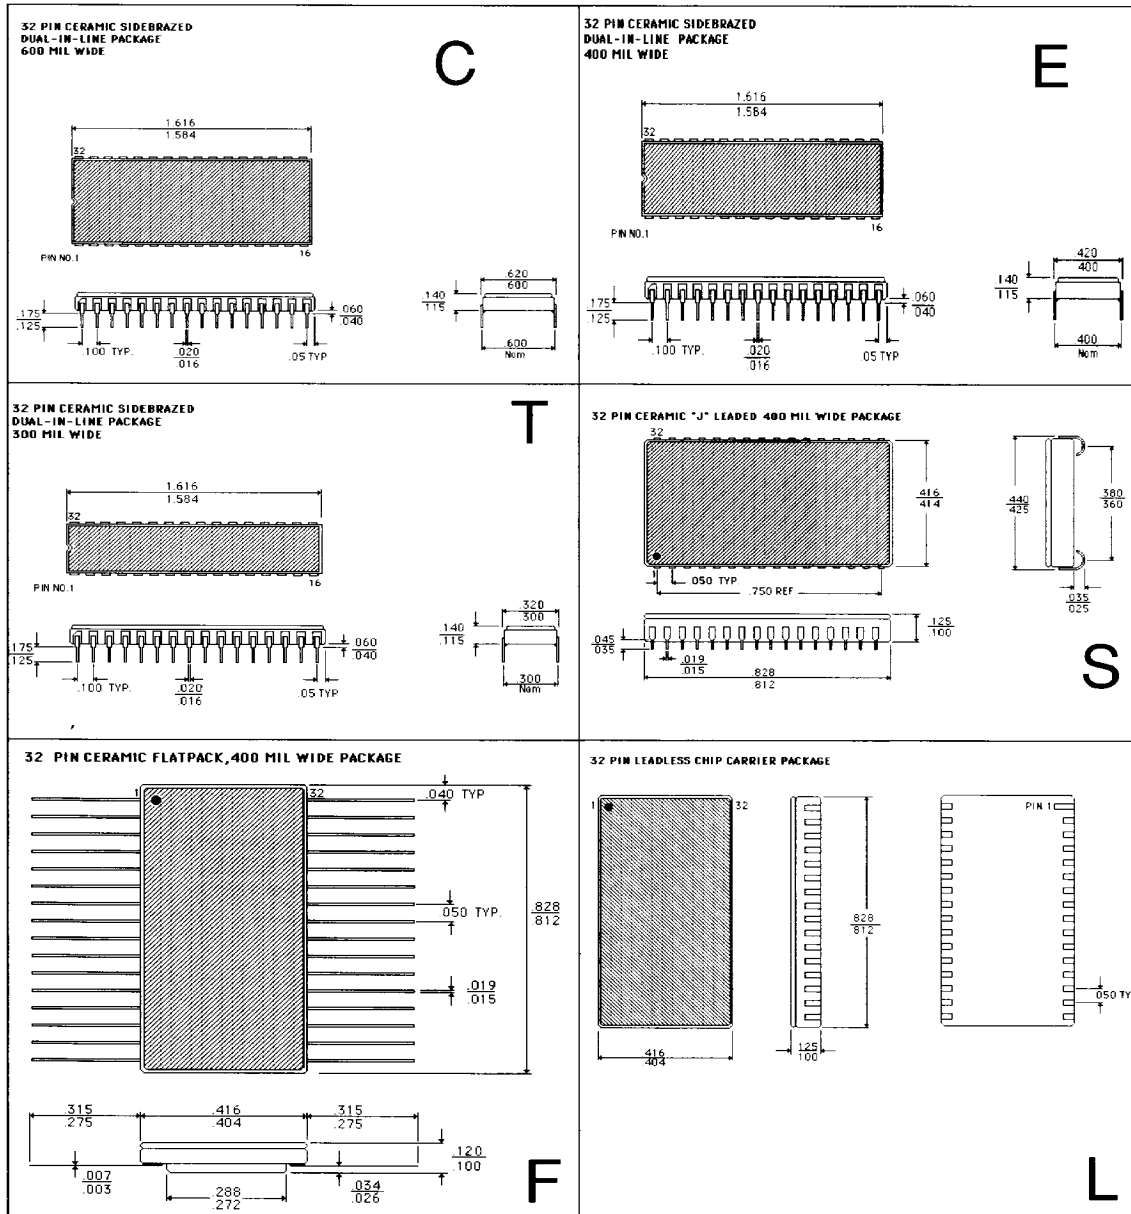 32 PIN CERAMIC SIDEBRAZED
DUAL-IN-LINE PACKAGE
600 MIL WIDE
C
1.616
1.584
32
PIN NO.1
16
.175
.125
.100 TYP.
.020
.016
.060
.040
.05 TYP
.140
115
.620
.600
.600
Nom
32 PIN CERAMIC SIDEBRAZED
DUAL-IN-LINE PACKAGE
400 MIL WIDE
E
1.616
1.584
32
PIN NO.1
16
.175
.125
.100 TYP.
.020
.016
.060
.040
.05 TYP
.140
115
.420
400
400
Nom
32 PIN CERAMIC SIDEBRAZED
DUAL-IN-LINE PACKAGE
300 MIL WIDE
T
1.616
1.584
32
PIN NO.1
16
.175
.125
.100 TYP.
.020
.016
.060
.040
.05 TYP
.140
.115
.320
.300
.300
Nom
32 PIN CERAMIC "J" LEADED 400 MIL WIDE PACKAGE
32
1
.050 TYP.
.750 REF
416
414
440
425
380
360
.035
025
.045
035
.019
.015
.828
.812
.125
.100
S
32 PIN CERAMIC FLATPACK,400 MIL WIDE PACKAGE
1
32
.040 TYP
.050 TYP.
.019
.015
.828
.812
.315
.275
.416
.404
.315
.275
.007
.003
.288
.272
.034
.026
.120
.100
F
32 PIN LEADLESS CHIP CARRIER PACKAGE
1
32
416
.404
828
812
125
100
PIN 1
.050 TY
L